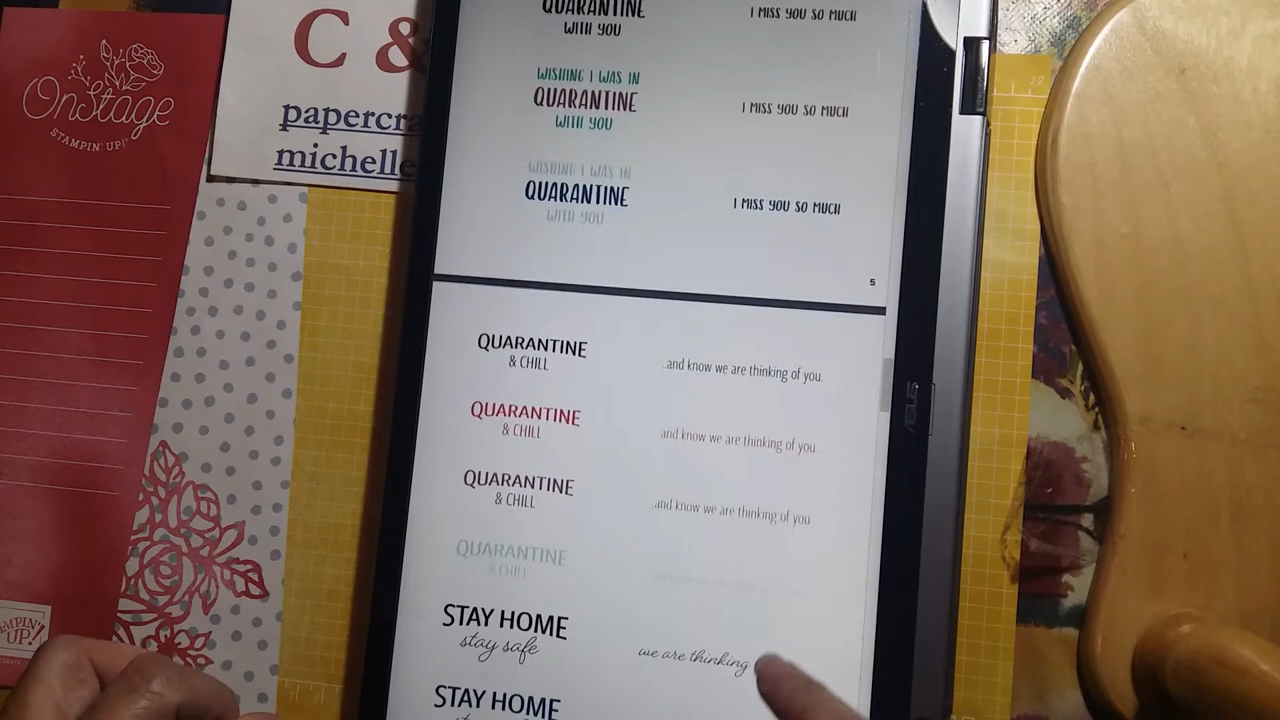 OnStage
STAMPIN' UP!
C &
papercra
michelle
QUARANTINE
WITH YOU
I MISS YOU SO MUCH
WISHING I WAS IN
QUARANTINE
WITH YOU
I MISS YOU SO MUCH
WISHING I WAS IN
QUARANTINE
WITH YOU
I MISS YOU SO MUCH
5
QUARANTINE
& CHILL
...and know we are thinking of you.
QUARANTINE
& CHILL
and know we are thinking of you
QUARANTINE
& CHILL
and know we are thinking of you
QUARANTINE
& CHILL
STAY HOME
stay safe
we are thinking
STAY HOME
ASUS
AMPIN'
UP!